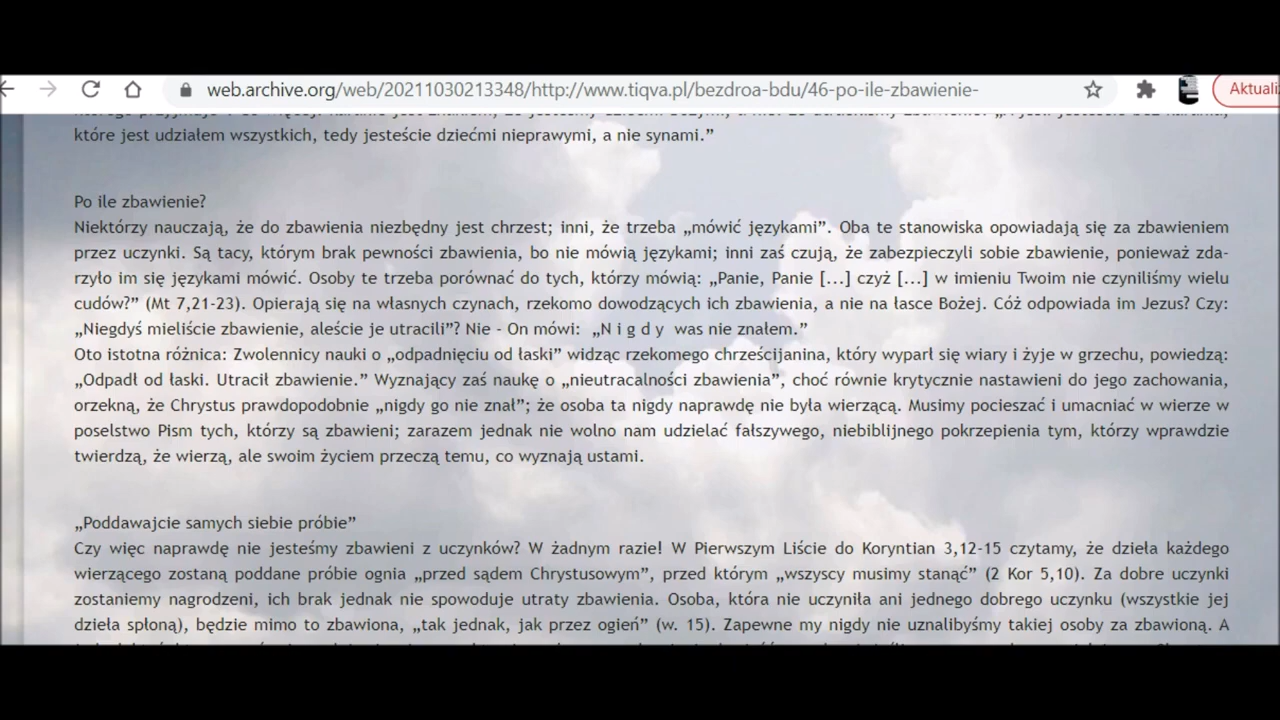 web.archive.org/web/20211030213348/http://www.tiqva.pl/bezdroa-bdu/46-po-ile-zbawienie-
Aktuali
które jest udziałem wszystkich, tedy jesteście dziećmi nieprawymi, a nie synami.”
Po ile zbawienie?
Niektórzy nauczają, że do zbawienia niezbędny jest chrzest; inni, że trzeba „mówić językami”. Oba te stanowiska opowiadają się za zbawieniem
przez uczynki. Są tacy, którym brak pewności zbawienia, bo nie mówią językami; inni zaś czują, że zabezpieczyli sobie zbawienie, ponieważ zda-
rzyło im się językami mówić. Osoby te trzeba porównać do tych, którzy mówią: „Panie, Panie [...] czyż [...] w imieniu Twoim nie czyniliśmy wielu
cudów?” (Mt 7,21-23). Opierają się na własnych czynach, rzekomo dowodzących ich zbawienia, a nie na łasce Bożej. Cóż odpowiada im Jezus? Czy:
„Niegdyś mieliście zbawienie, aleście je utracili”? Nie - On mówi: „N i g d y was nie znałem.”
Oto istotna różnica: Zwolennicy nauki o „odpadnięciu od łaski” widząc rzekomego chrześcijanina, który wyparł się wiary i żyje w grzechu, powiedzą:
„Odpadł od łaski. Utracił zbawienie.” Wyznający zaś naukę o „nieutracalności zbawienia”, choć równie krytycznie nastawieni do jego zachowania,
orzekną, że Chrystus prawdopodobnie „nigdy go nie znał”; że osoba ta nigdy naprawdę nie była wierzącą. Musimy pocieszać i umacniać w wierze w
poselstwo Pism tych, którzy są zbawieni; zarazem jednak nie wolno nam udzielać fałszywego, niebiblijnego pokrzepienia tym, którzy wprawdzie
twierdzą, że wierzą, ale swoim życiem przeczą temu, co wyznają ustami.
„Poddawajcie samych siebie próbie”
Czy więc naprawdę nie jesteśmy zbawieni z uczynków? W żadnym razie! W Pierwszym Liście do Koryntian 3,12-15 czytamy, że dzieła każdego
wierzącego zostaną poddane próbie ognia „przed sądem Chrystusowym”, przed którym „wszyscy musimy stanąć” (2 Kor 5,10). Za dobre uczynki
zostaniemy nagrodzeni, ich brak jednak nie spowoduje utraty zbawienia. Osoba, która nie uczyniła ani jednego dobrego uczynku (wszystkie jej
dzieła spłoną), będzie mimo to zbawiona, „tak jednak, jak przez ogień” (w. 15). Zapewne my nigdy nie uznalibyśmy takiej osoby za zbawioną. A